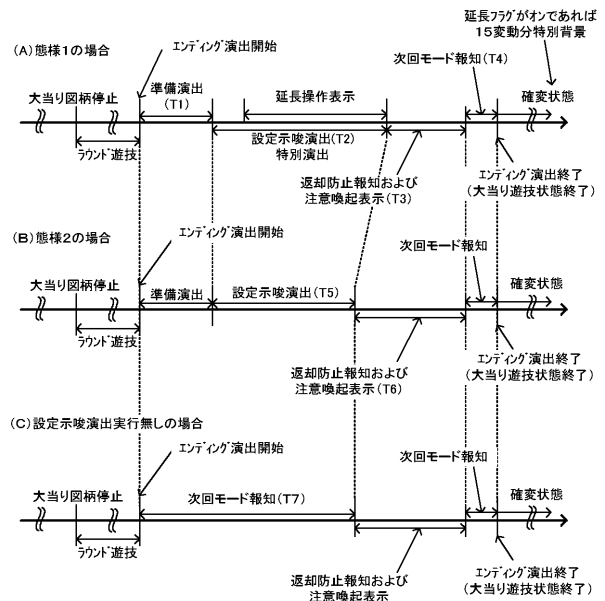 延長フラグがオンであれば
15変動分特別背景
(A)態様1の場合
エンディング演出開始
次回モード報知(T4)
大当り図柄停止
準備演出
(T1)
延長操作表示
確変状態
ラウンド遊技
設定示唆演出(T2)
特別演出
返却防止報知および
注意喚起表示(T3)
エンディング演出終了
(大当り遊技状態終了)
(B)態様2の場合
エンディング演出開始
次回モード報知
大当り図柄停止
準備演出
設定示唆演出(T5)
確変状態
ラウンド遊技
返却防止報知および
注意喚起表示(T6)
エンディング演出終了
(大当り遊技状態終了)
(C)設定示唆演出実行無しの場合
エンディング演出開始
次回モード報知
大当り図柄停止
次回モード報知(T7)
確変状態
ラウンド遊技
返却防止報知および
注意喚起表示
エンディング演出終了
(大当り遊技状態終了)